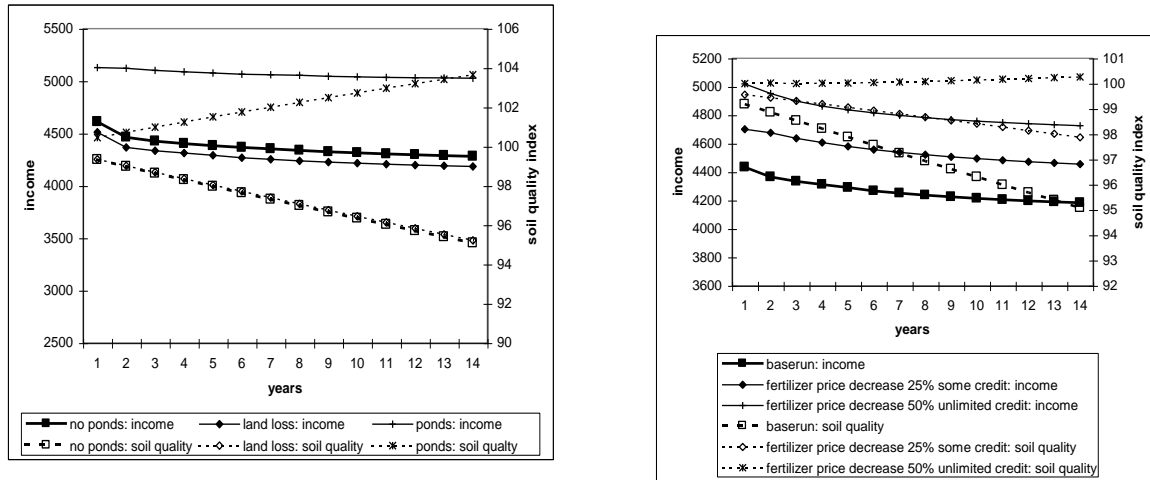 5500
5000
4500
4000
3500
3000
2500
income
106
104
102
100
98
96
94
92
90
soil quality index
1 2 3 4 5 6 7 8 9 10 11 12 13 14
years
no ponds: income land loss: income ponds: income
no ponds: soil quality land loss: soil quality ponds: soil qualty
5200
5000
4800
4600
4400
4200
4000
3800
3600
income
101
100
99
98
97
96
95
94
93
92
soil quality index
1 2 3 4 5 6 7 8 9 10 11 12 13 14
years
baserun: income
fertilizer price decrease 25% some credit: income
fertilizer price decrease 50% unlimited credit: income
baserun: soil quality
fertilizer price decrease 25% some credit: soil quality
fertilizer price decrease 50% unlimited credit: soil quality